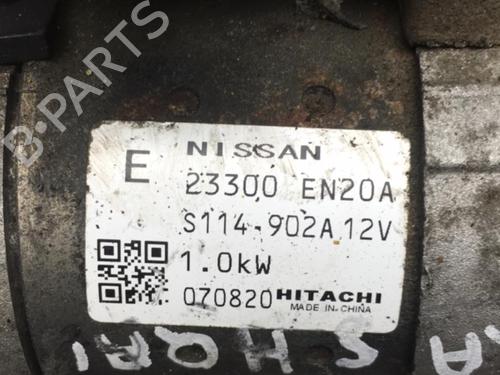 B-PARTS
E NISSAN
23300 EN20A
S114-902A 12V
1.0kW
070820 HITACHI
MADE IN CHINA